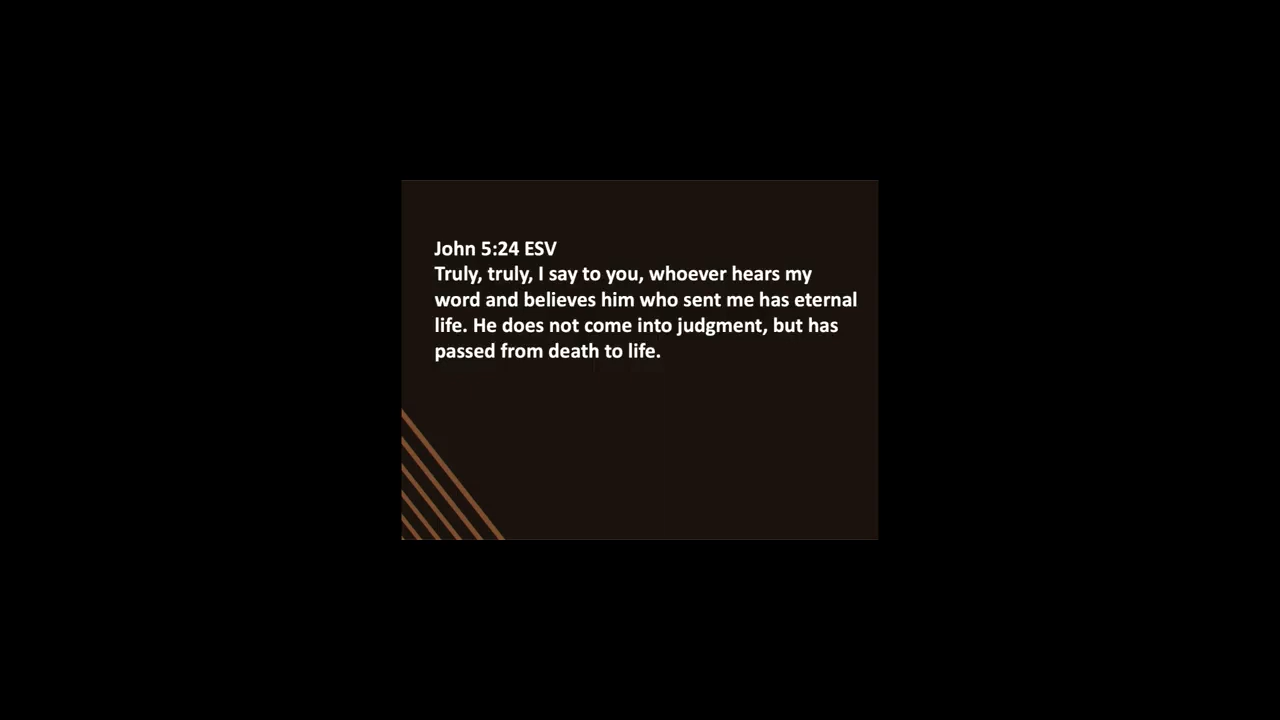 John 5:24 ESV
Truly, truly, I say to you, whoever hears my
word and believes him who sent me has eternal
life. He does not come into judgment, but has
passed from death to life.